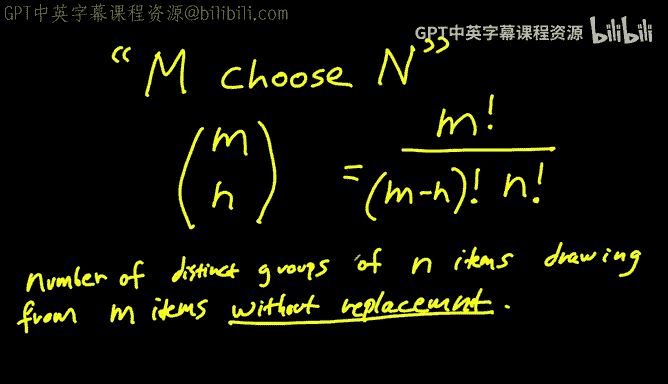 GPT中英字幕课程资源@bilibili.com
GPT中英字幕课程资源 bilibili
“M choose N”
(m n) = m! / (m-n)! n!
number of distinct groups of n items drawing
from m items without replacement.